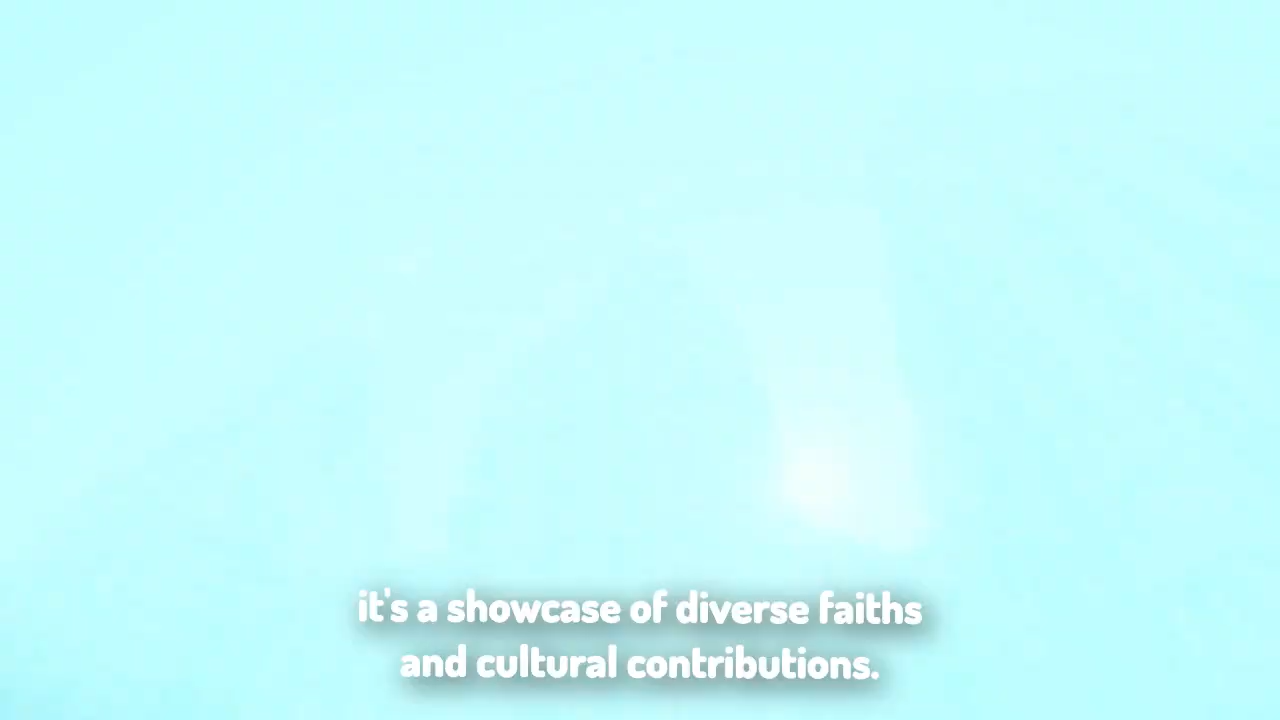 it's a showcase of diverse faiths
and cultural contributions.